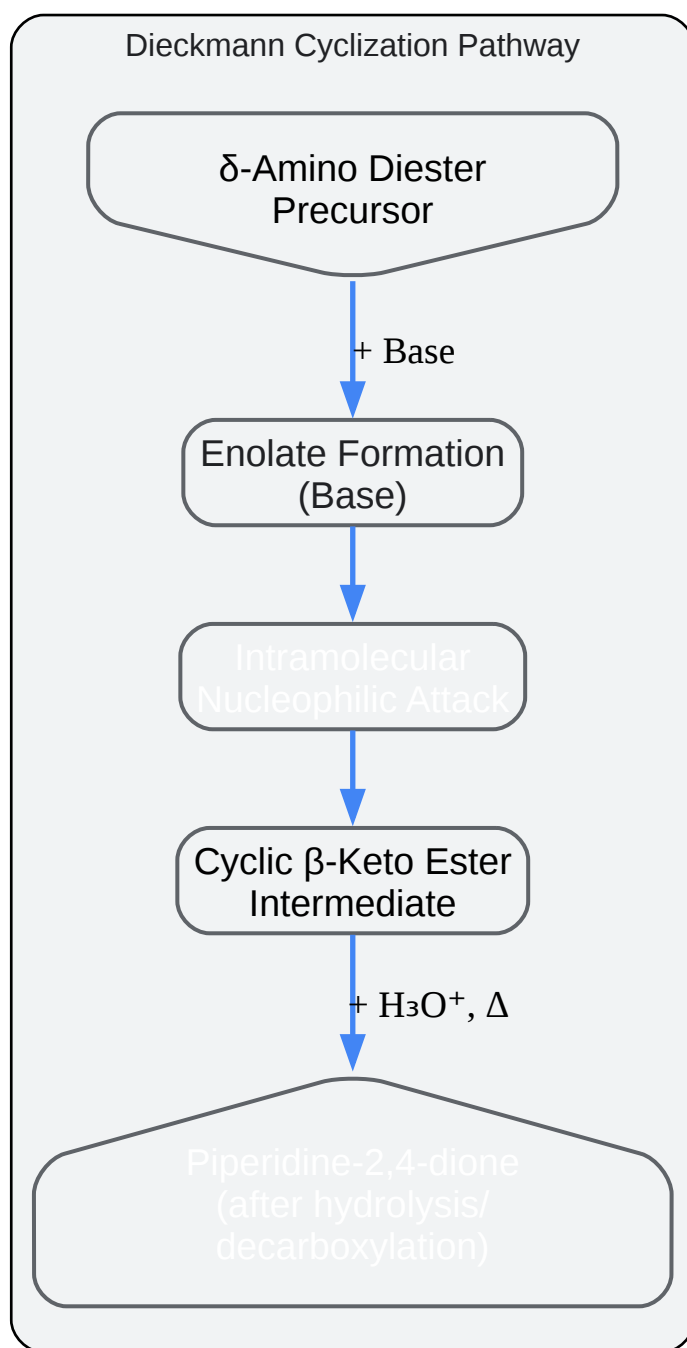 Dieckmann Cyclization Pathway
δ-Amino Diester
Precursor
+ Base
Enolate Formation
(Base)
Intramolecular
Nucleophilic Attack
Cyclic β-Keto Ester
Intermediate
+ H₃O⁺, Δ
Piperidine-2,4-dione
(after hydrolysis/
decarboxylation)